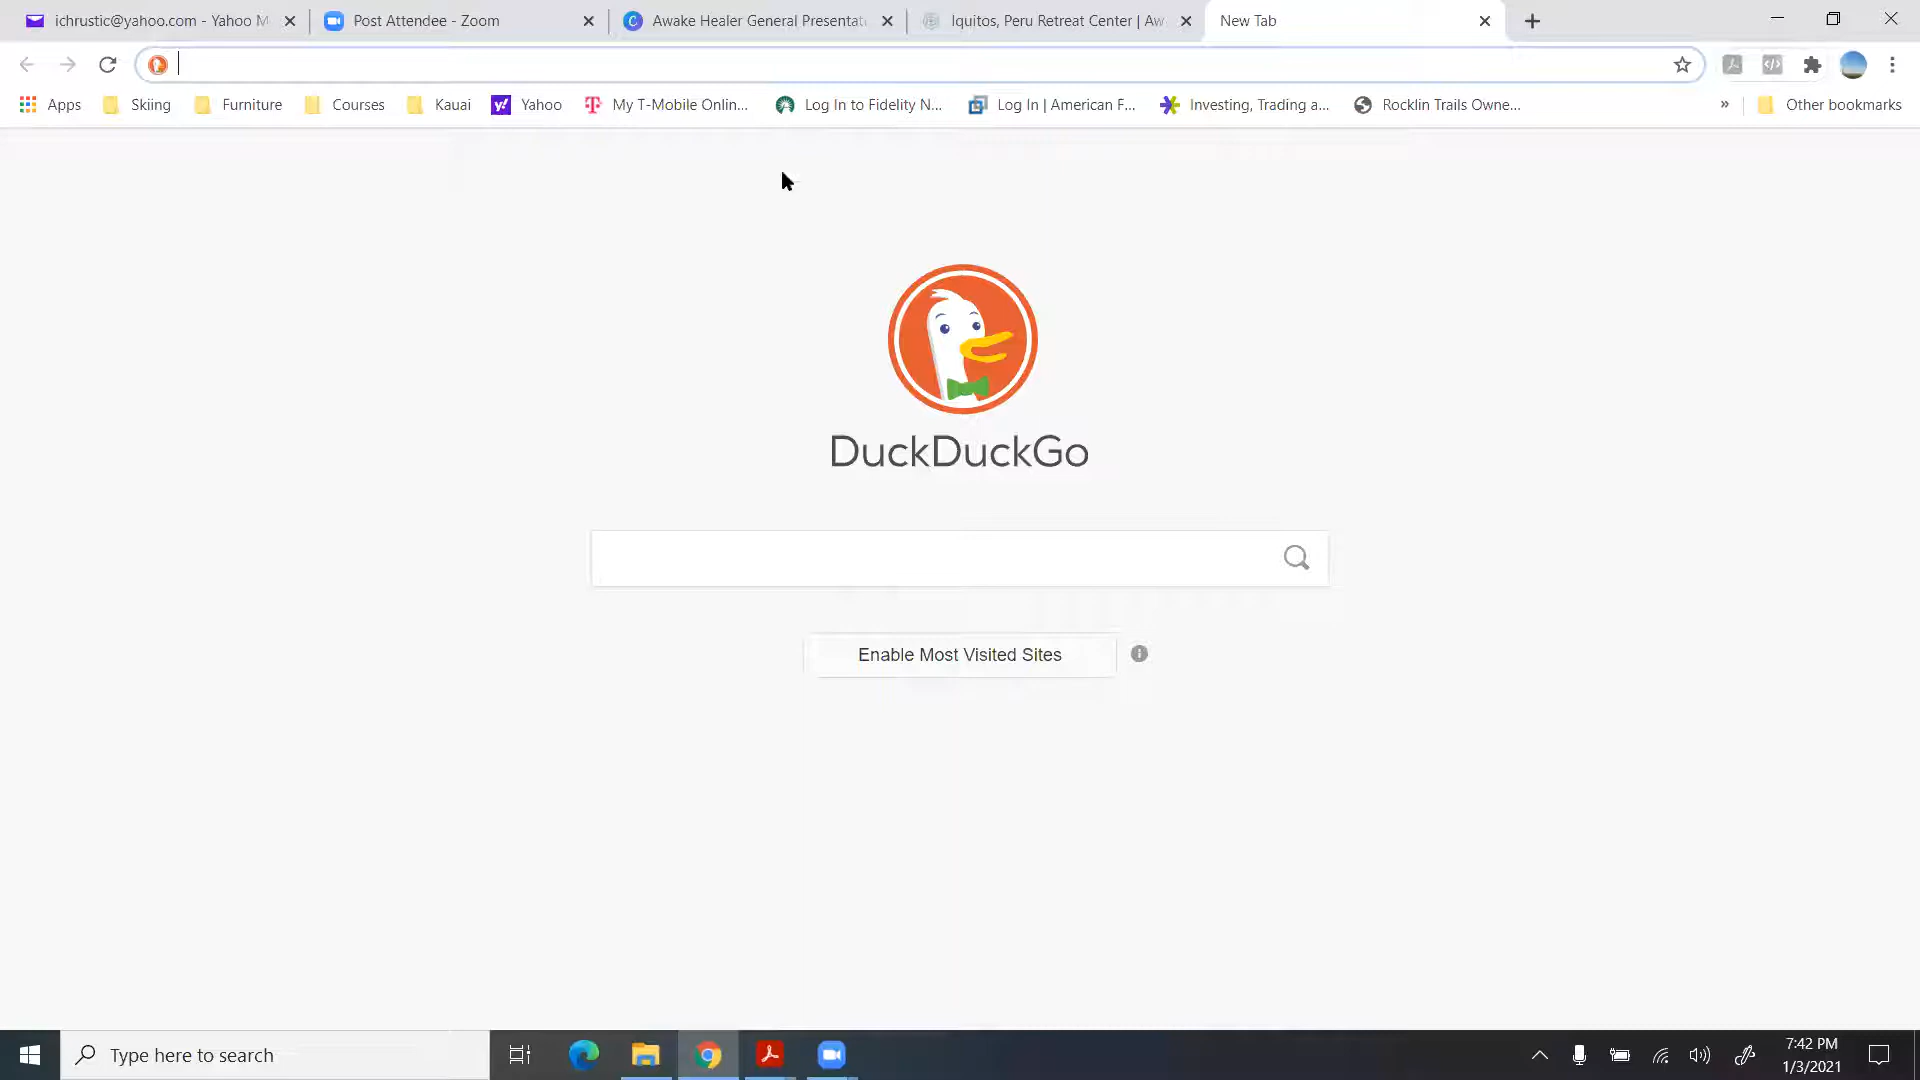 ichrustic@yahoo.com - Yahoo M
Post Attendee - Zoom
Awake Healer General Presentat
Iquitos, Peru Retreat Center | Aw
New Tab
Apps
Skiing
Furniture
Courses
Kauai
Yahoo
My T-Mobile Onlin...
Log In to Fidelity N...
Log In | American F...
Investing, Trading a...
Rocklin Trails Owne...
»
Other bookmarks
DuckDuckGo
Enable Most Visited Sites
Type here to search
7:42 PM
1/3/2021